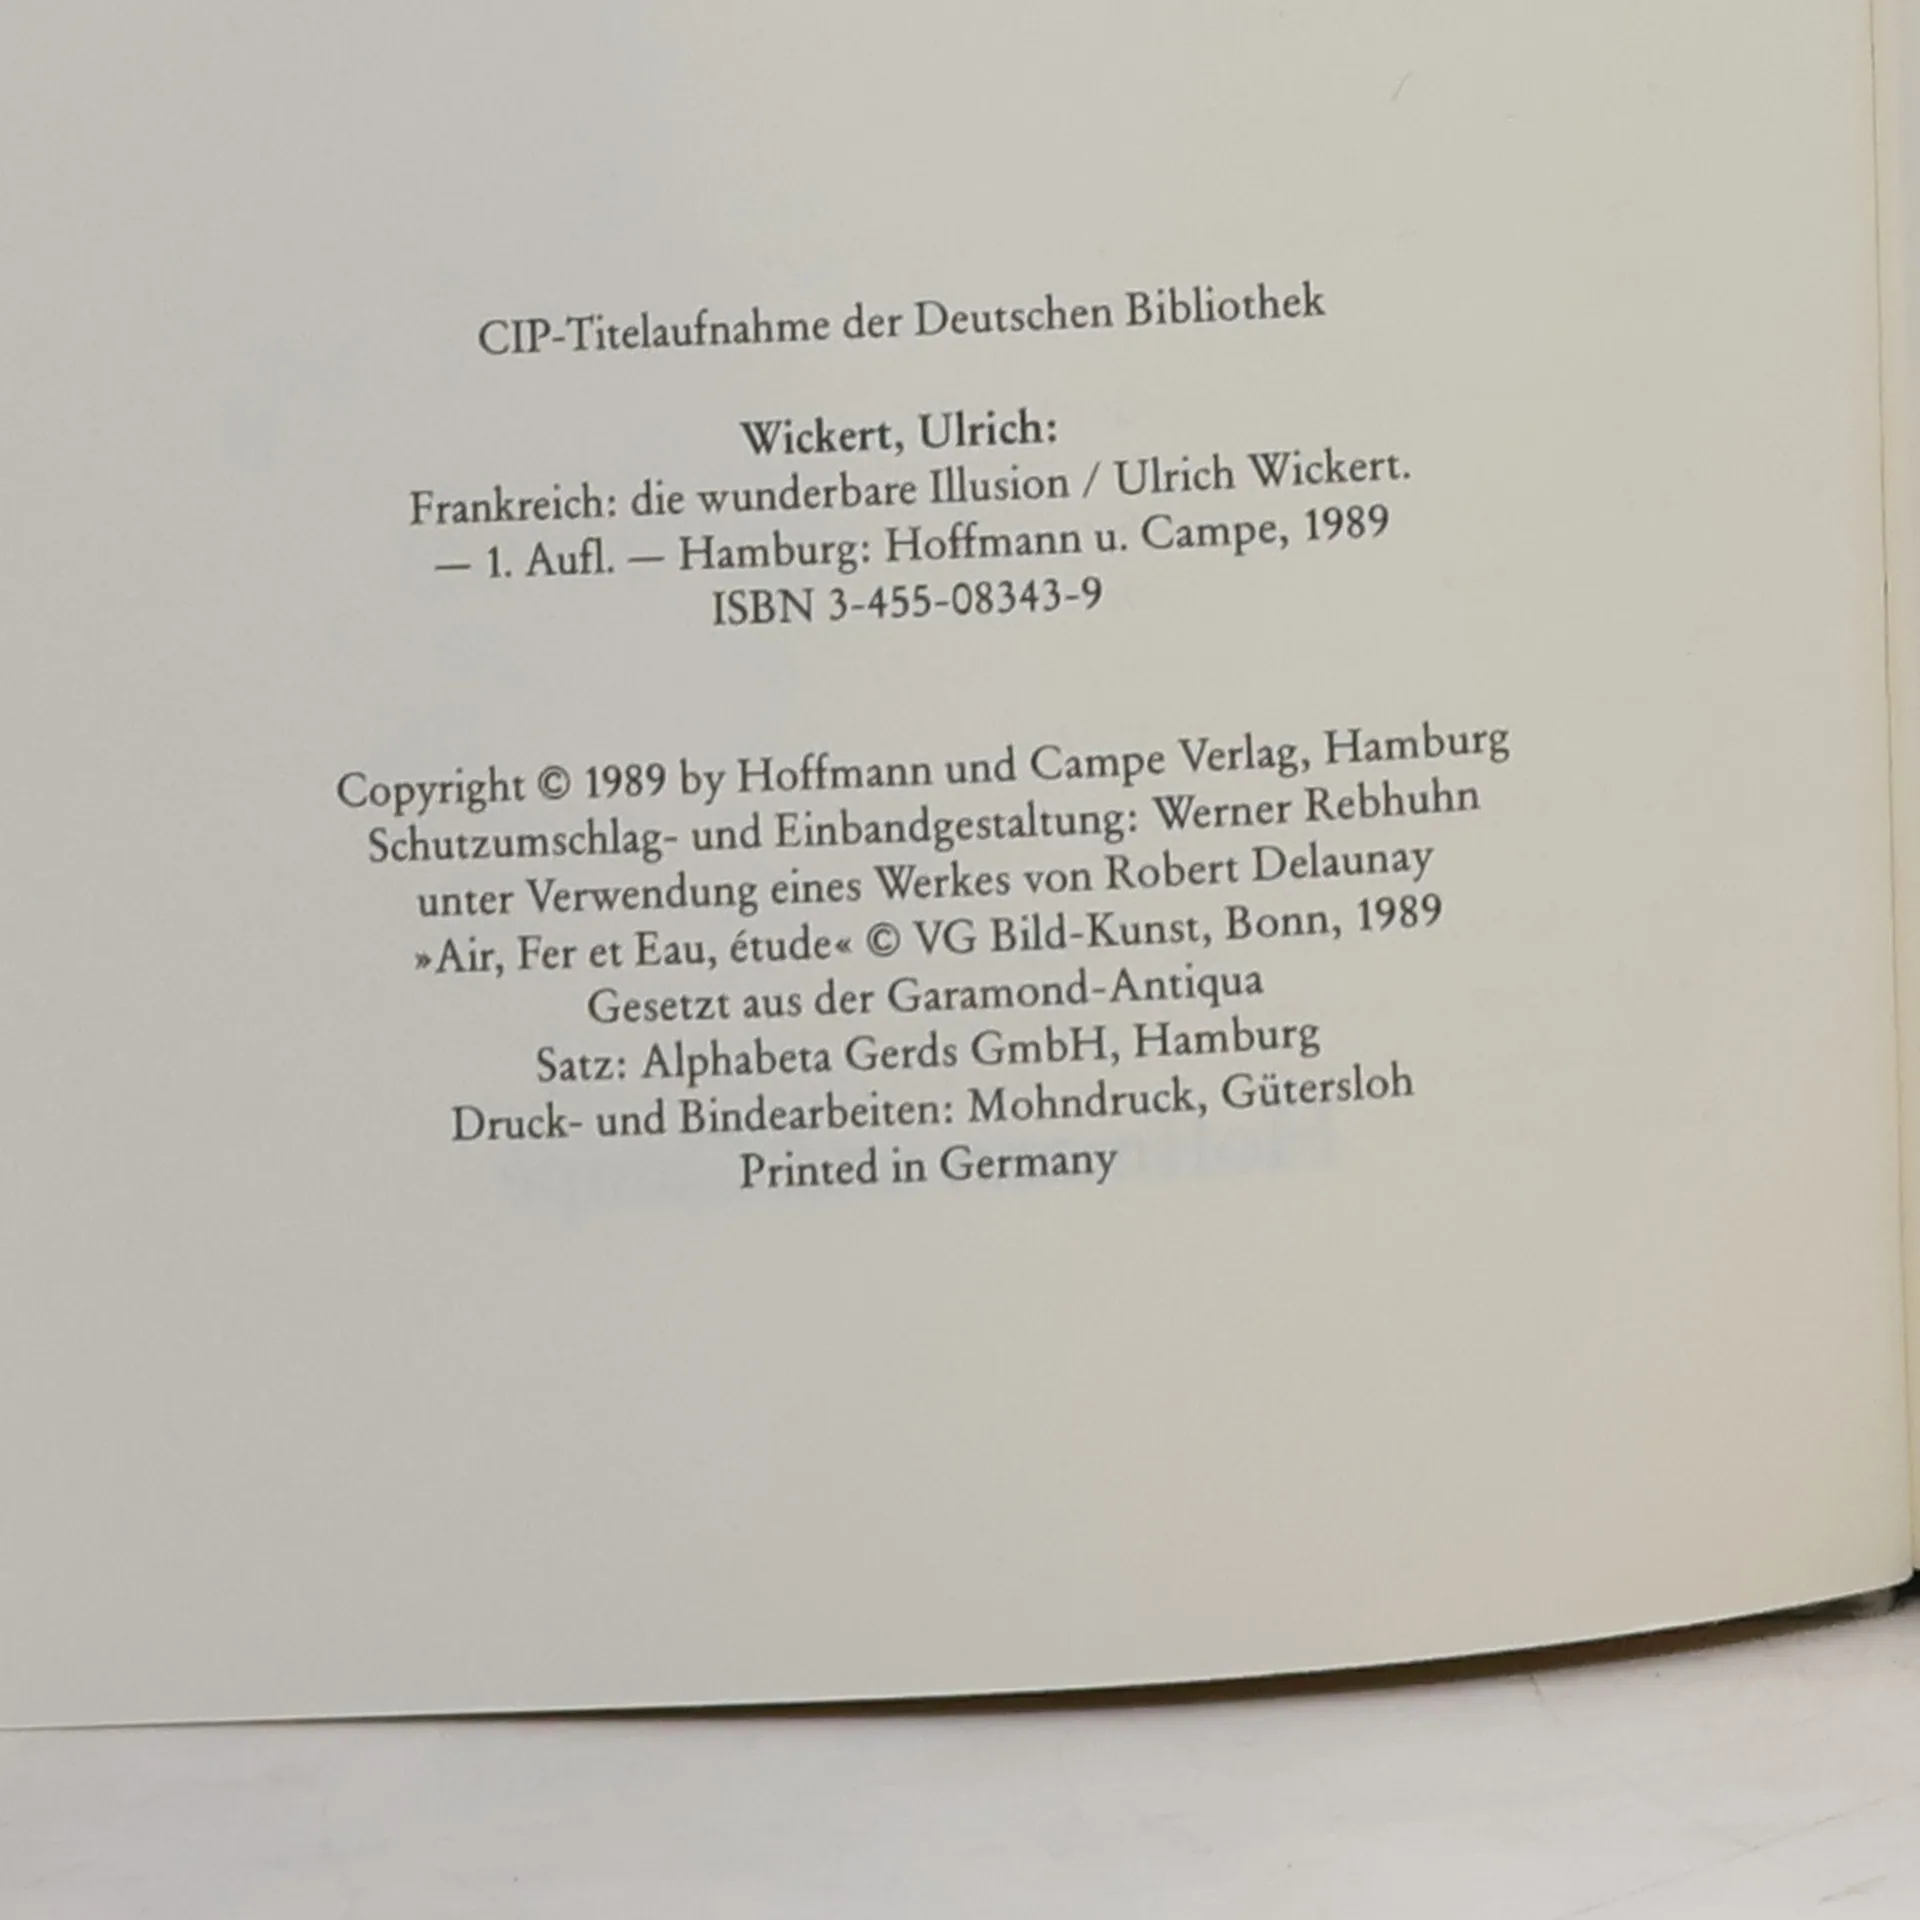 CIP-Titelaufnahme der Deutschen Bibliothek
Wickert, Ulrich:
Frankreich: die wunderbare Illusion / Ulrich Wickert.
— 1. Aufl. — Hamburg: Hoffmann u. Campe, 1989
ISBN 3-455-08343-9
Copyright © 1989 by Hoffmann und Campe Verlag, Hamburg
Schutzumschlag- und Einbandgestaltung: Werner Rebhuhn
unter Verwendung eines Werkes von Robert Delaunay
»Air, Fer et Eau, étude« © VG Bild-Kunst, Bonn, 1989
Gesetzt aus der Garamond-Antiqua
Satz: Alphabeta Gerds GmbH, Hamburg
Druck- und Bindearbeiten: Mohndruck, Gütersloh
Printed in Germany